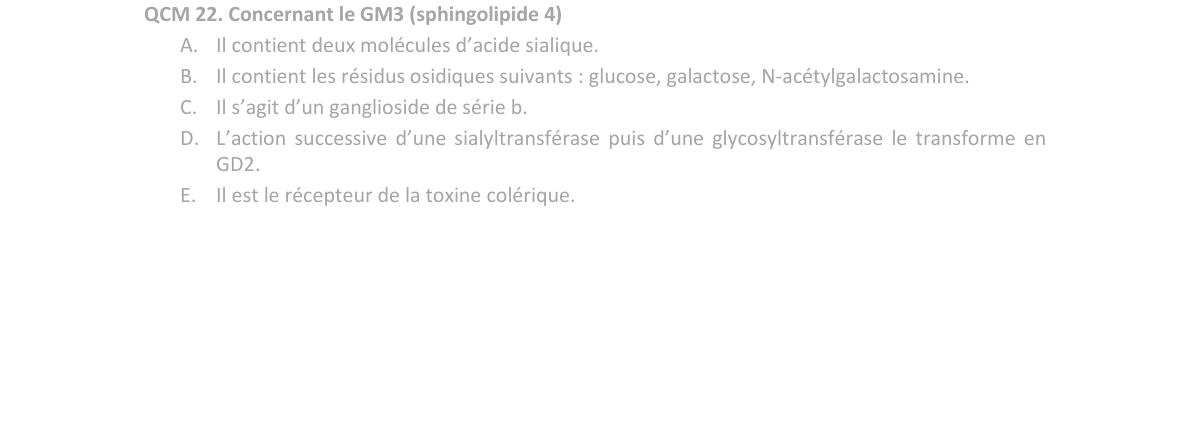 QCM 22. Concernant le GM3 (sphingolipide 4)
A. Il contient deux molécules d’acide sialique.
B. Il contient les résidus osidiques suivants : glucose, galactose, N-acétylgalactosamine.
C. Il s’agit d’un ganglioside de série b.
D. L’action successive d’une sialyltransférase puis d’une glycosyltransférase le transforme en
GD2.
E. Il est le récepteur de la toxine colérique.